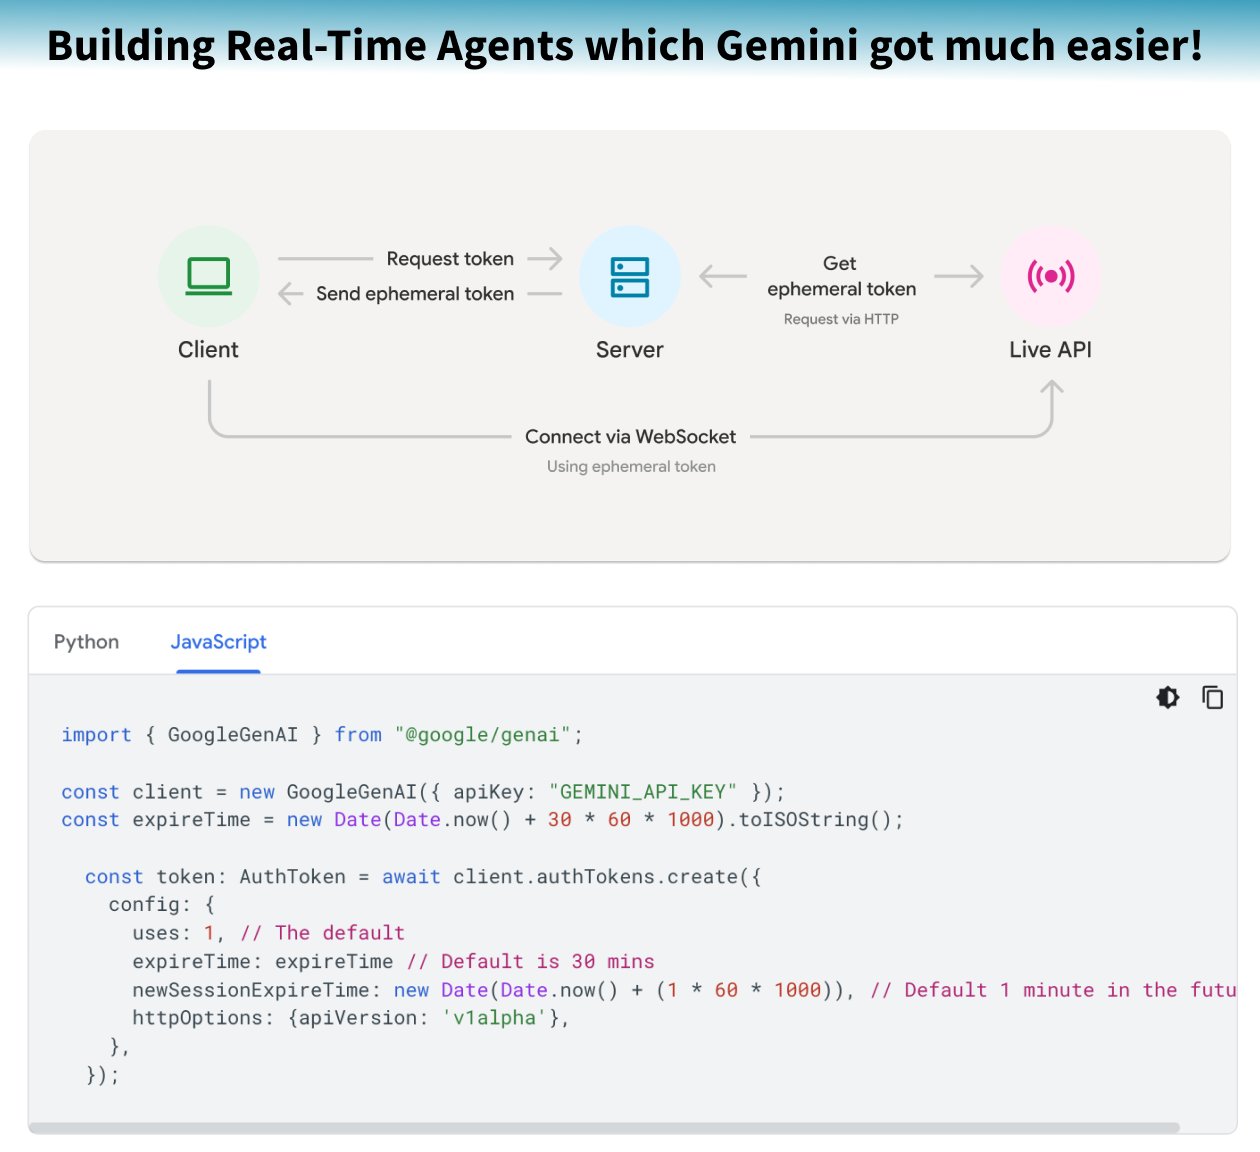 Building Real-Time Agents which Gemini got much easier!
Request token
Send ephemeral token
Get
ephemeral token
Request via HTTP
Client
Server
Live API
Connect via WebSocket
Using ephemeral token
Python JavaScript
import { GoogleGenAI } from "@google/genai";
const client = new GoogleGenAI({ apiKey: "GEMINI_API_KEY" });
const expireTime = new Date(Date.now() + 30 * 60 * 1000).toISOString();
const token: AuthToken = await client.authTokens.create({
config: {
uses: 1, // The default
expireTime: expireTime // Default is 30 mins
newSessionExpireTime: new Date(Date.now() + (1 * 60 * 1000)), // Default 1 minute in the futu
httpOptions: {apiVersion: 'v1alpha'},
},
});